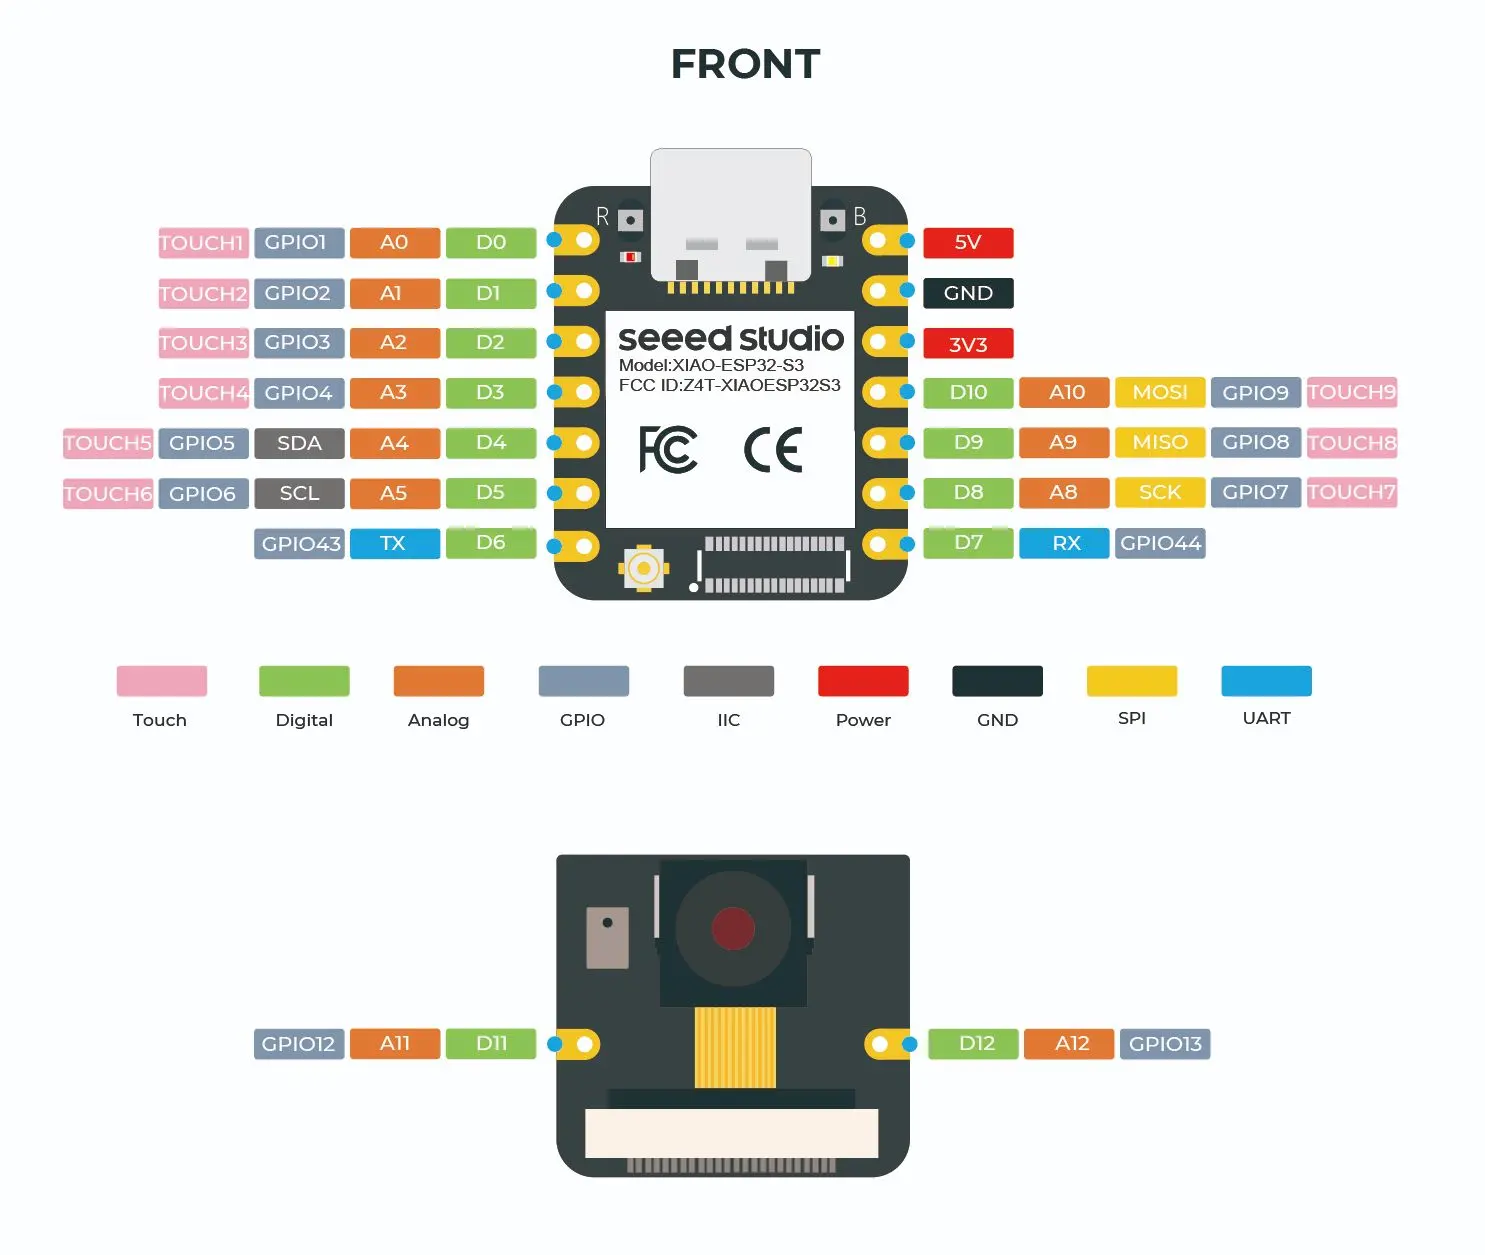 FRONT
R B
TOUCH1 GPIO1 A0 D0 5V
TOUCH2 GPIO2 A1 D1 GND
TOUCH3 GPIO3 A2 D2 3V3
TOUCH4 GPIO4 A3 D3 D10 A10 MOSI GPIO9 TOUCH9
TOUCH5 GPIO5 SDA A4 D4 D9 A9 MISO GPIO8 TOUCH8
TOUCH6 GPIO6 SCL A5 D5 D8 A8 SCK GPIO7 TOUCH7
GPIO43 TX D6 D7 RX GPIO44
seeed studio
Model:XIAO-ESP32-S3
FCC ID:Z4T-XIAOESP32S3
FC CE
Touch Digital Analog GPIO IIC Power GND SPI UART
GPIO12 A11 D11 D12 A12 GPIO13